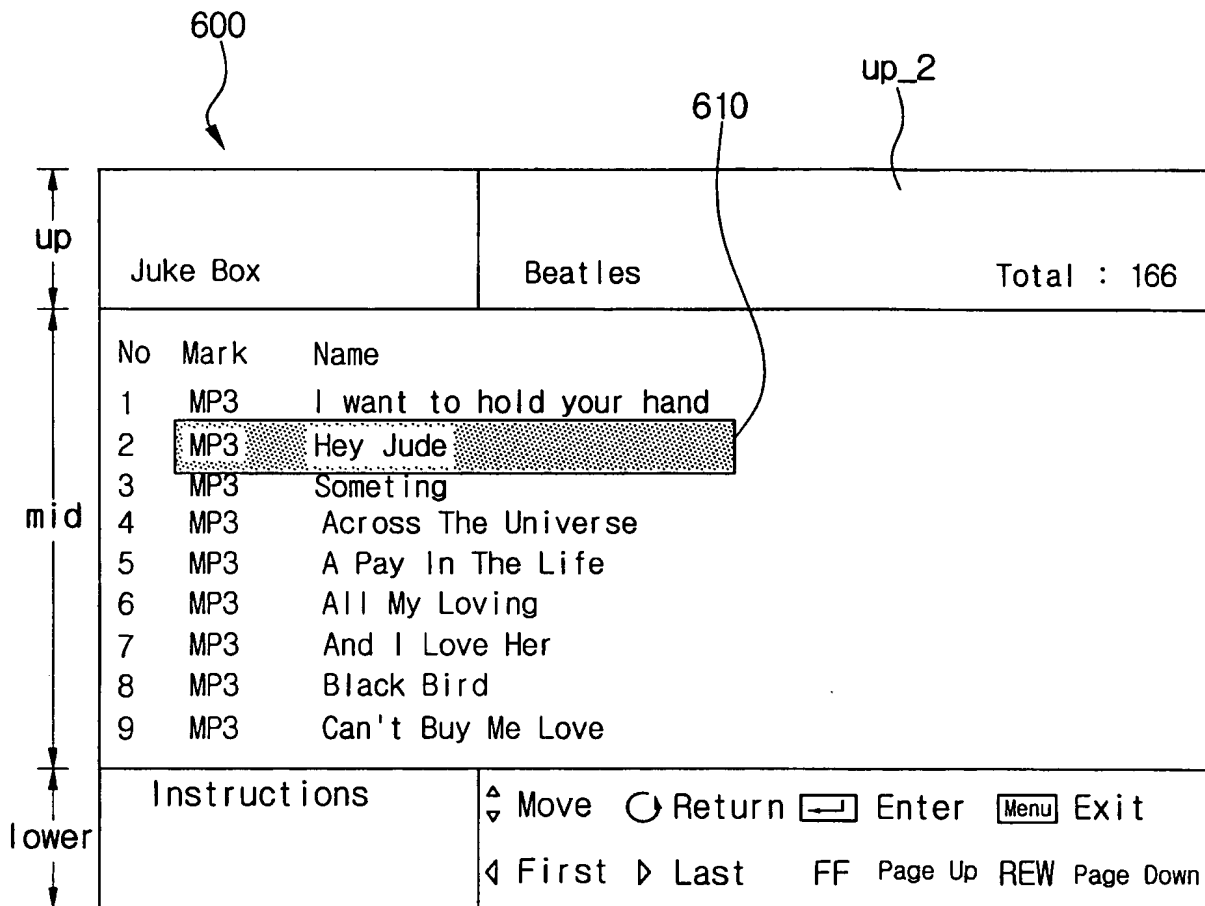 600
up_2
610
up
Juke Box
Beatles
Total : 166
No Mark Name
1 MP3 I want to hold your hand
2 MP3 Hey Jude
3 MP3 Someting
mid
4 MP3 Across The Universe
5 MP3 A Pay In The Life
6 MP3 All My Loving
7 MP3 And I Love Her
8 MP3 Black Bird
9 MP3 Can't Buy Me Love
lower
Instructions
Move Return Enter Menu Exit
First Last FF Page Up REW Page Down